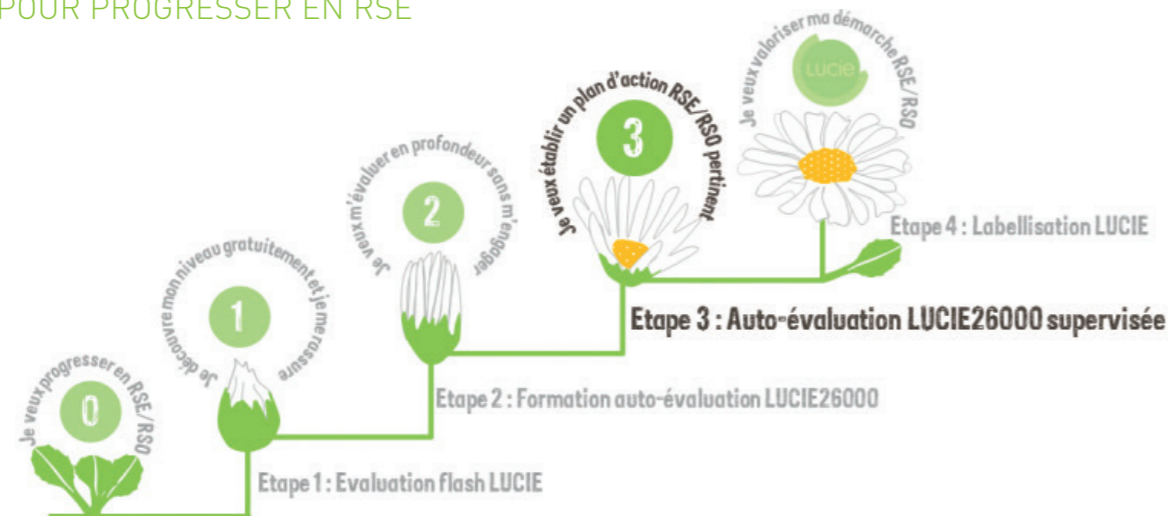 POUR PROGRESSER EN RSE
Je veux progresser en RSE/RSO
0
Je découvre mon niveau gratuitement et je me rassure
1
Etape 1 : Evaluation flash LUCIE
Je veux m'évaluer en profondeur sans m'engager
2
Etape 2 : Formation auto-évaluation LUCIE26000
Je veux établir un plan d'action RSE/RSO pertinent
3
Etape 3 : Auto-évaluation LUCIE26000 supervisée
Je veux valoriser ma démarche RSE/RSO
LUCIE
Etape 4 : Labellisation LUCIE